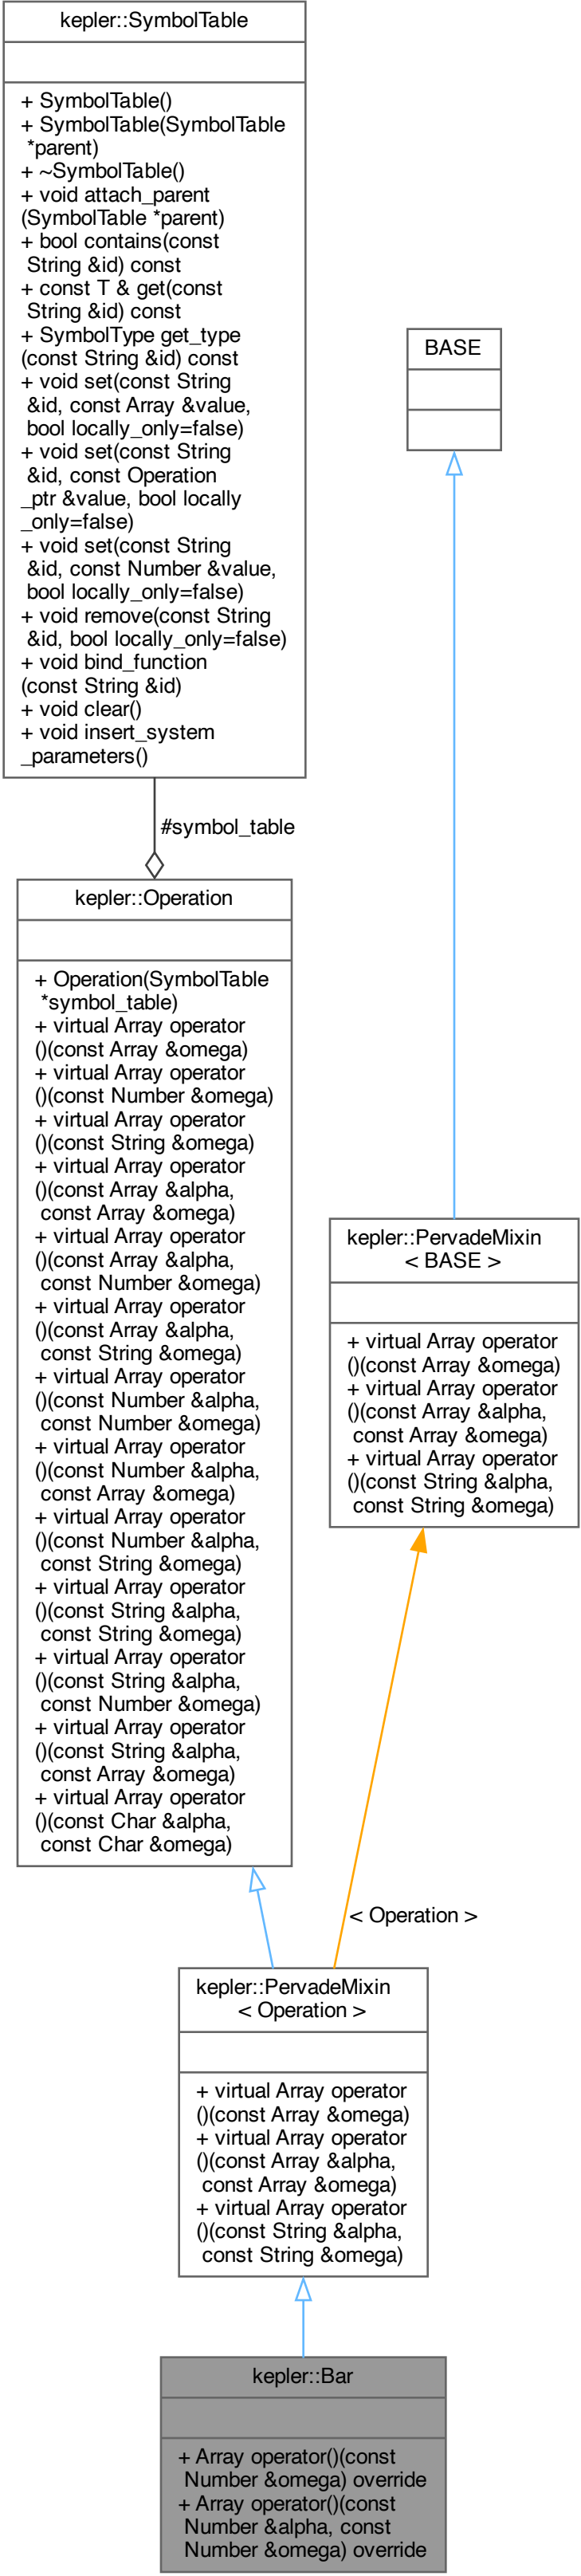 kepler::SymbolTable
+ SymbolTable()
+ SymbolTable(SymbolTable
*parent)
+ ~SymbolTable()
+ void attach_parent
(SymbolTable *parent)
+ bool contains(const
String &id) const
+ const T & get(const
String &id) const
+ SymbolType get_type
(const String &id) const
+ void set(const String
&id, const Array &value,
bool locally_only=false)
+ void set(const String
&id, const Operation
_ptr &value, bool locally
_only=false)
+ void set(const String
&id, const Number &value,
bool locally_only=false)
+ void remove(const String
&id, bool locally_only=false)
+ void bind_function
(const String &id)
+ void clear()
+ void insert_system
_parameters()
BASE
#symbol_table
kepler::Operation
+ Operation(SymbolTable
*symbol_table)
+ virtual Array operator
()(const Array &omega)
+ virtual Array operator
()(const Number &omega)
+ virtual Array operator
()(const String &omega)
+ virtual Array operator
()(const Array &alpha,
const Array &omega)
+ virtual Array operator
()(const Array &alpha,
const Number &omega)
+ virtual Array operator
()(const Array &alpha,
const String &omega)
+ virtual Array operator
()(const Number &alpha,
const Number &omega)
+ virtual Array operator
()(const Number &alpha,
const Array &omega)
+ virtual Array operator
()(const Number &alpha,
const String &omega)
+ virtual Array operator
()(const String &alpha,
const String &omega)
+ virtual Array operator
()(const String &alpha,
const Number &omega)
+ virtual Array operator
()(const String &alpha,
const Array &omega)
+ virtual Array operator
()(const Char &alpha,
const Char &omega)
kepler::PervadeMixin
< BASE >
+ virtual Array operator
()(const Array &omega)
+ virtual Array operator
()(const Array &alpha,
const Array &omega)
+ virtual Array operator
()(const String &alpha,
const String &omega)
< Operation >
kepler::PervadeMixin
< Operation >
+ virtual Array operator
()(const Array &omega)
+ virtual Array operator
()(const Array &alpha,
const Array &omega)
+ virtual Array operator
()(const String &alpha,
const String &omega)
kepler::Bar
+ Array operator()(const
Number &omega) override
+ Array operator()(const
Number &alpha, const
Number &omega) override